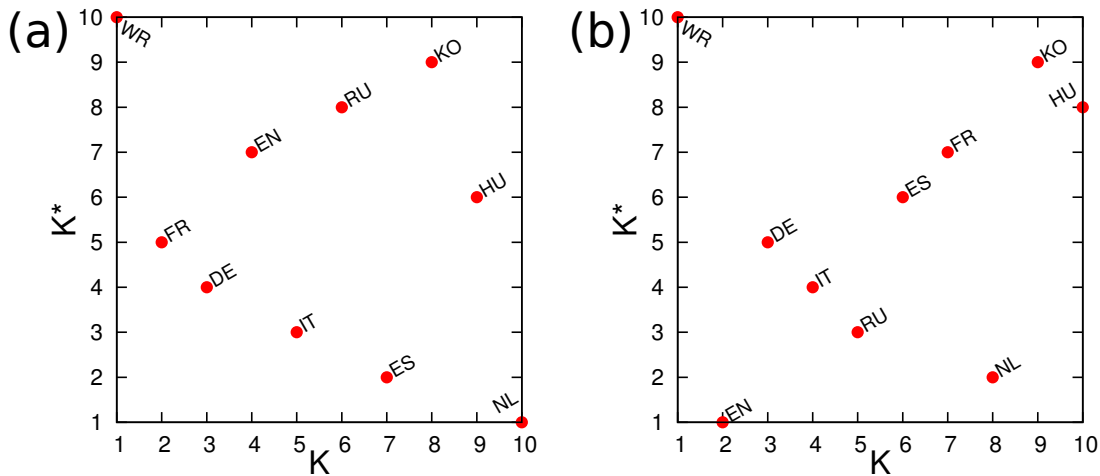 (a)
10
9
8
7
6
5
4
3
2
1
K*
WR
KO
RU
EN
HU
FR
DE
IT
ES
NL
1 2 3 4 5 6 7 8 9 10
K
(b)
10
9
8
7
6
5
4
3
2
1
K*
WR
KO
HU
FR
ES
DE
IT
RU
NL
EN
1 2 3 4 5 6 7 8 9 10
K